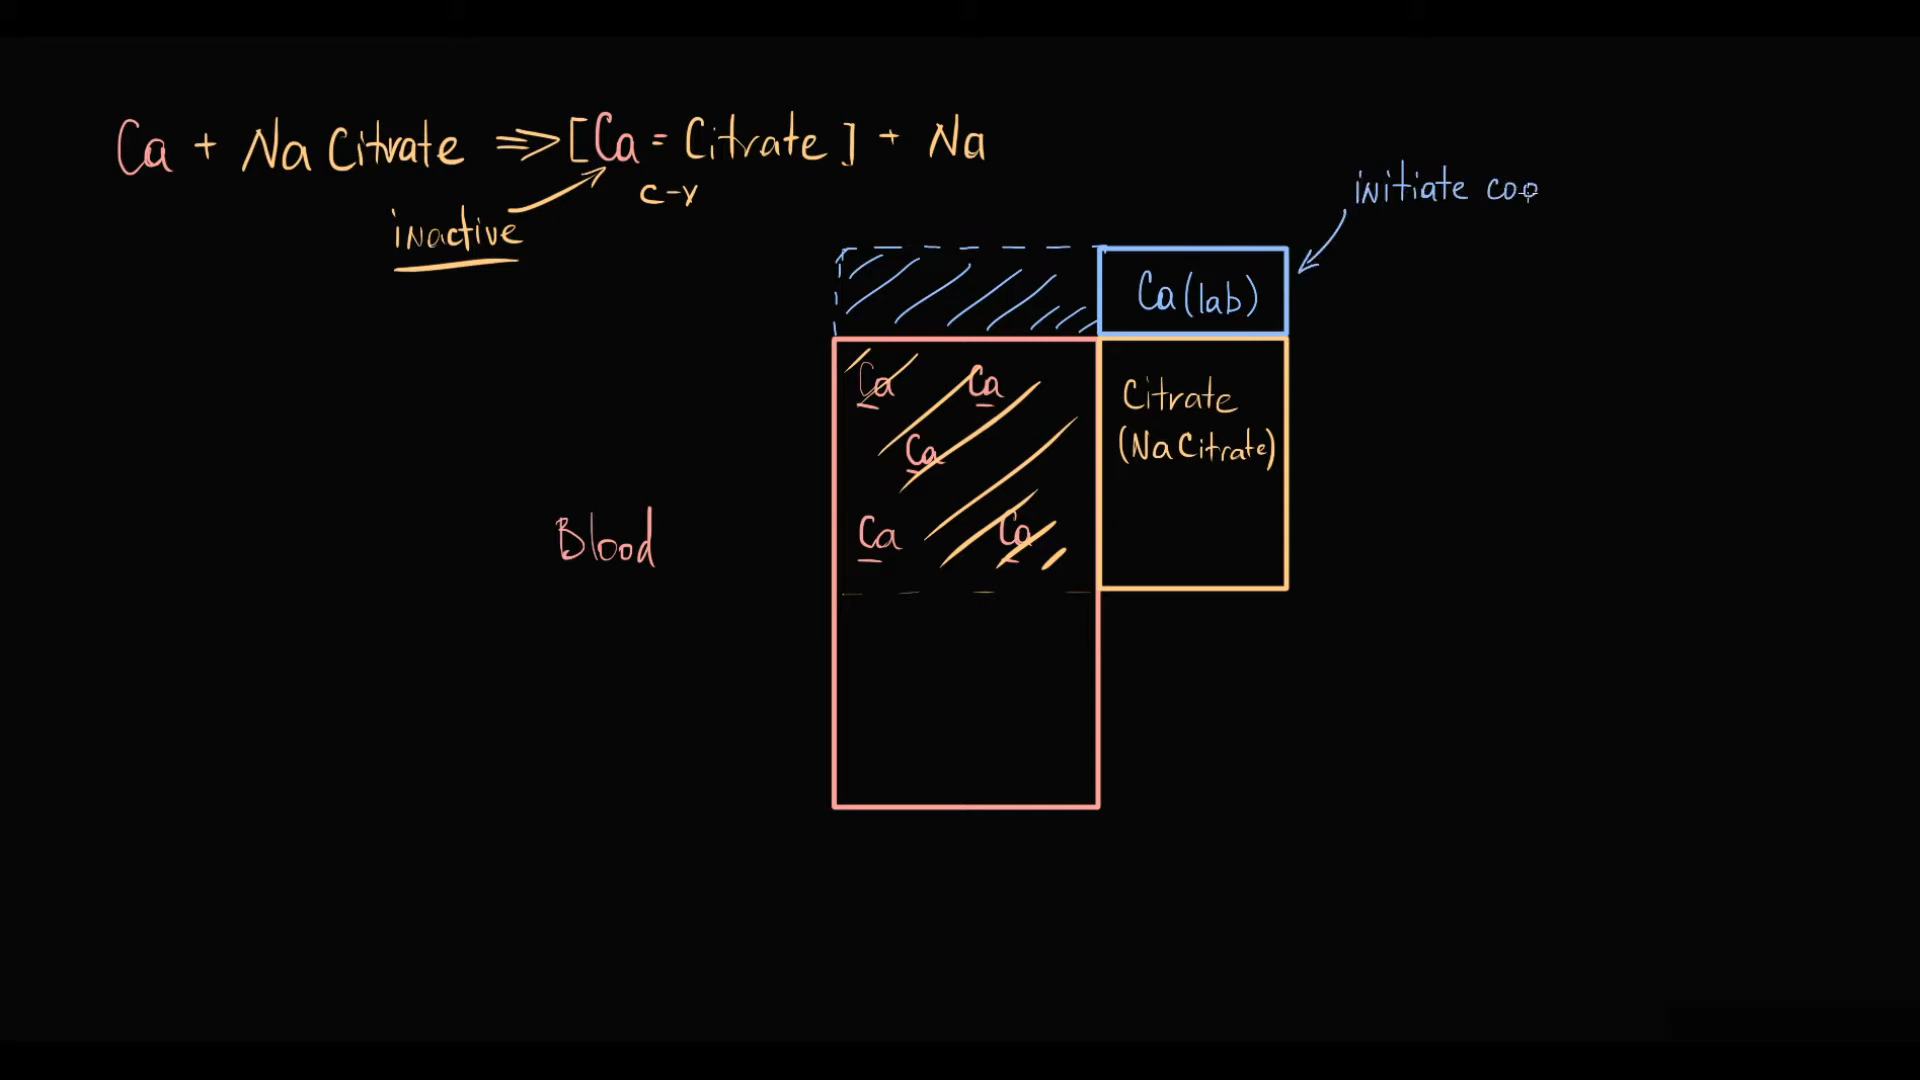 Ca + Na Citrate ⇒ [Ca = Citrate] + Na
c-x
inactive
initiate coa
Ca (lab)
Ca
Ca
Citrate
(Na Citrate)
Ca
Ca
Ca
Blood